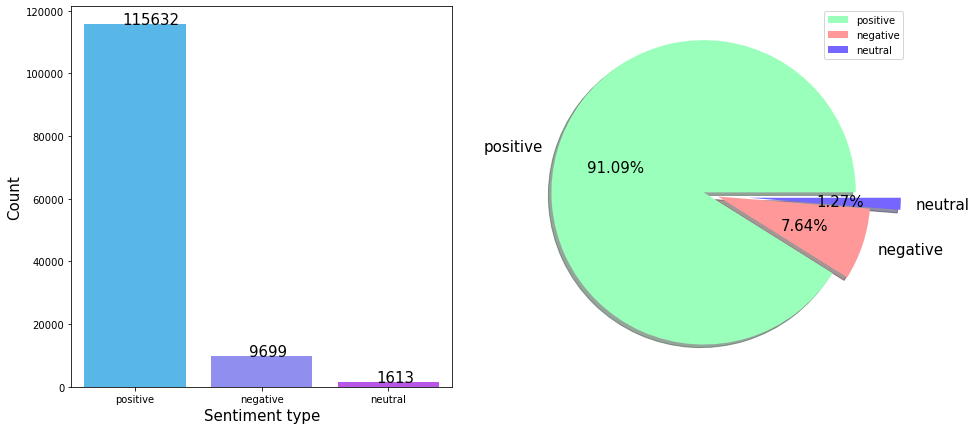 120000
100000
80000
60000
40000
20000
0
Count
115632
9699
1613
positive negative neutral
Sentiment type
positive
negative
neutral
positive
91.09%
1.27%
neutral
7.64%
negative